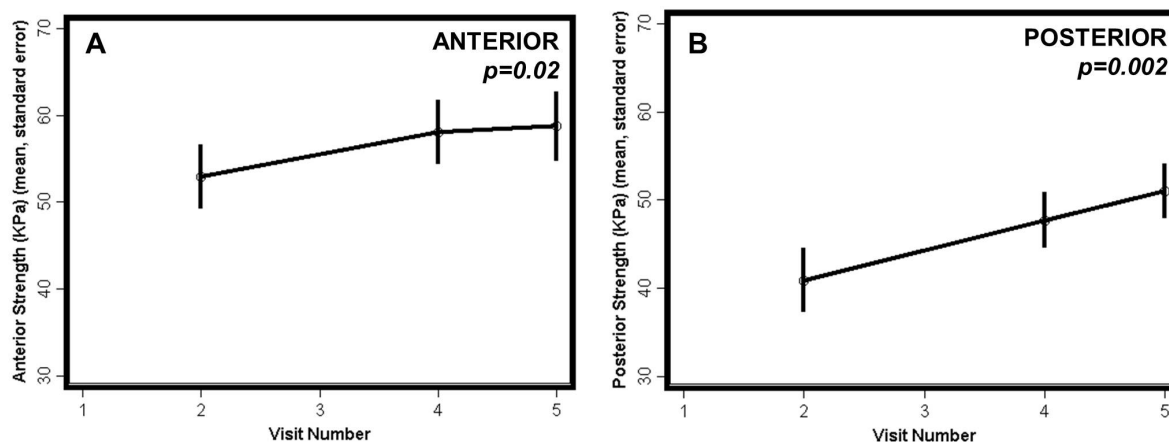 A
ANTERIOR
p=0.02
Anterior Strength (KPa) (mean, standard error)
70
60
50
40
30
1 2 3 4 5
Visit Number
B
POSTERIOR
p=0.002
Posterior Strength (KPa) (mean, standard error)
70
60
50
40
30
1 2 3 4 5
Visit Number